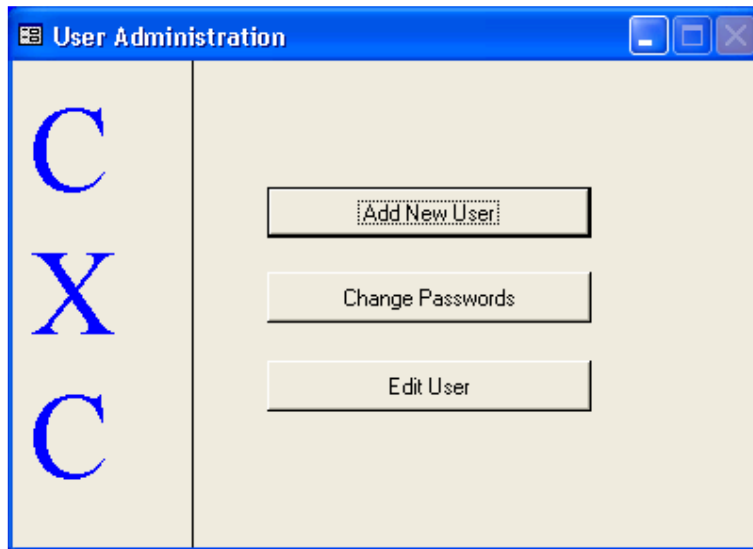 User Administration
C
X
C
Add New User
Change Passwords
Edit User